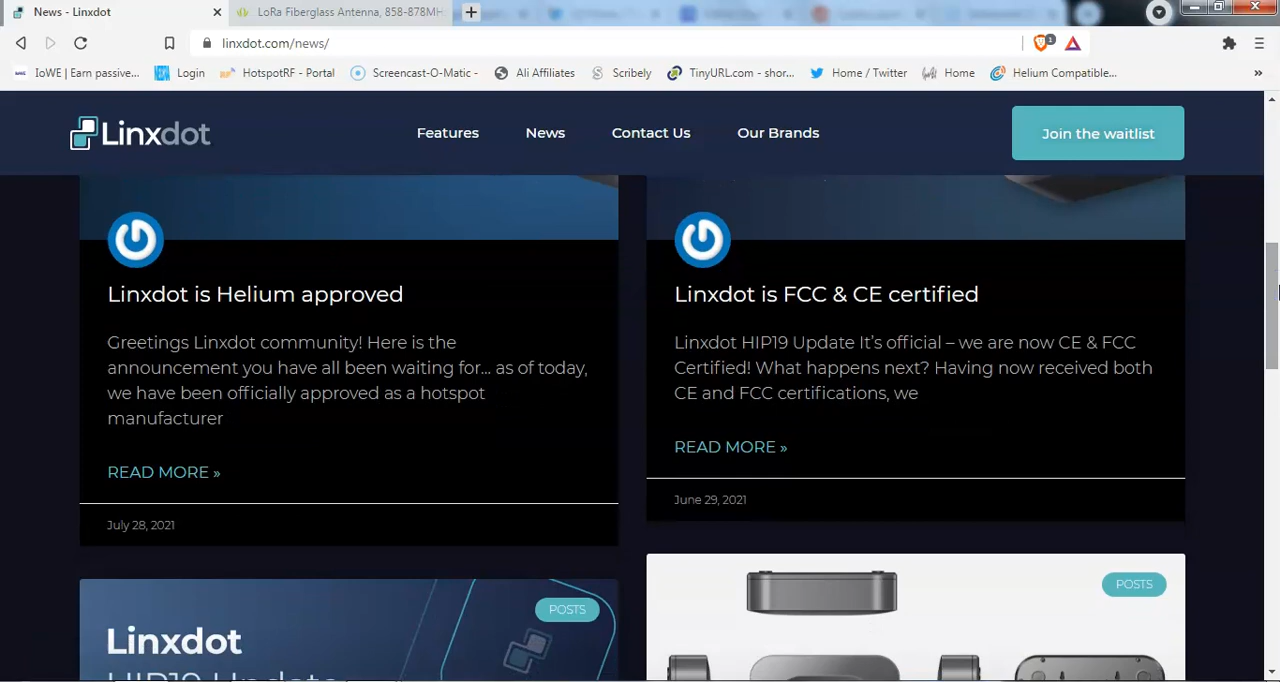 News - Linxdot
LoRa Fiberglass Antenna, 858-878MH
linxdot.com/news/
1
IoWE | Earn passive...
Login
HotspotRF - Portal
Screencast-O-Matic -
Ali Affiliates
Scribely
TinyURL.com - shor...
Home / Twitter
Home
Helium Compatible...
Linxdot
Features
News
Contact Us
Our Brands
Join the waitlist
Linxdot is Helium approved
Greetings Linxdot community! Here is the
announcement you have all been waiting for... as of today,
we have been officially approved as a hotspot
manufacturer
READ MORE »
July 28, 2021
Linxdot is FCC & CE certified
Linxdot HIP19 Update It's official – we are now CE & FCC
Certified! What happens next? Having now received both
CE and FCC certifications, we
READ MORE »
June 29, 2021
POSTS
Linxdot
HIP19 Update
POSTS